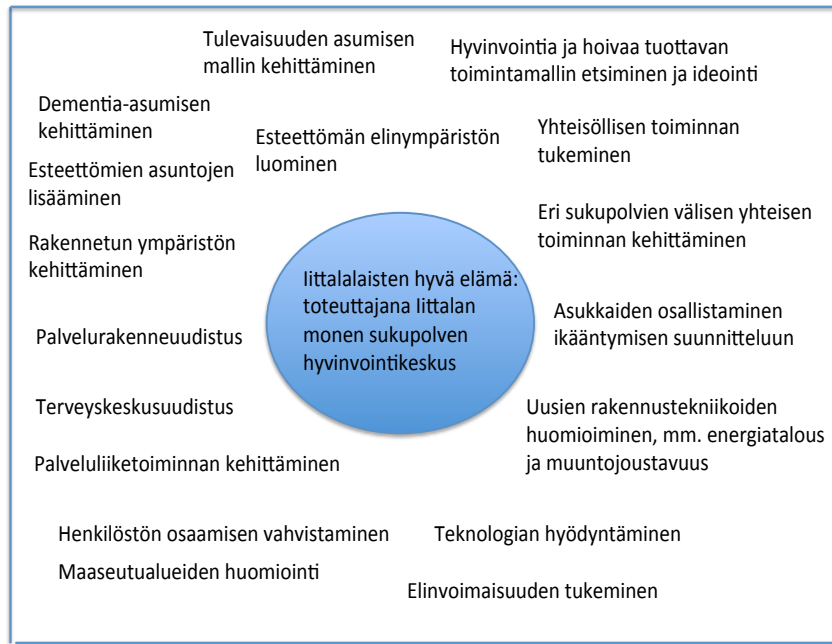 Tulevaisuuden asumisen
mallin kehittäminen
Hyvinvointia ja hoivaa tuottavan
toimintamallin etsiminen ja ideointi
Dementia-asumisen
kehittäminen
Esteettömän elinympäristön
luominen
Yhteisöllisen toiminnan
tukeminen
Esteettömien asuntojen
lisääminen
Eri sukupolvien välisen yhteisen
toiminnan kehittäminen
Rakennetun ympäristön
kehittäminen
Iittalalaisten hyvä elämä:
toteuttajana Iittalan
monen sukupolven
hyvinvointikeskus
Asukkaiden osallistaminen
ikääntymisen suunnitteluun
Palvelurakenneuudistus
Terveyskeskusuudistus
Uusien rakennustekniikoiden
huomioiminen, mm. energiatalous
ja muuntojoustavuus
Palveluliiketoiminnan kehittäminen
Henkilöstön osaamisen vahvistaminen
Teknologian hyödyntäminen
Maaseutualueiden huomiointi
Elinvoimaisuuden tukeminen